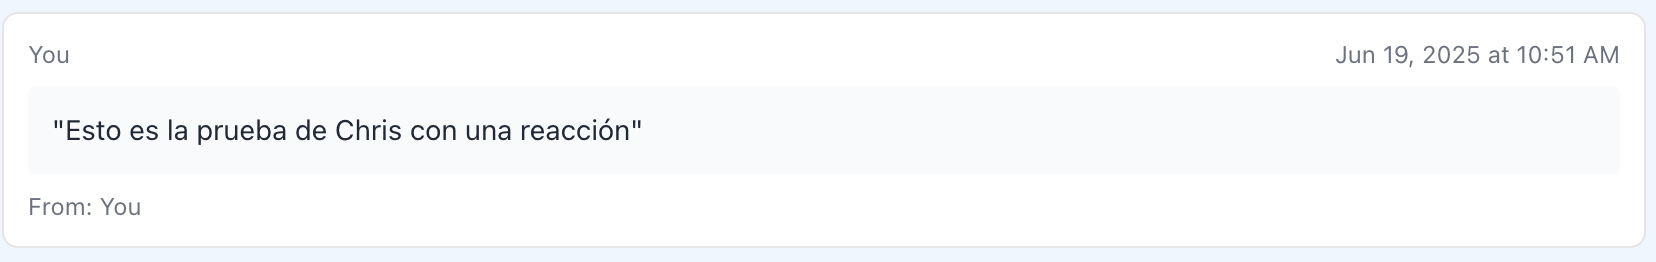 You
Jun 19, 2025 at 10:51 AM
"Esto es la prueba de Chris con una reacción"
From: You